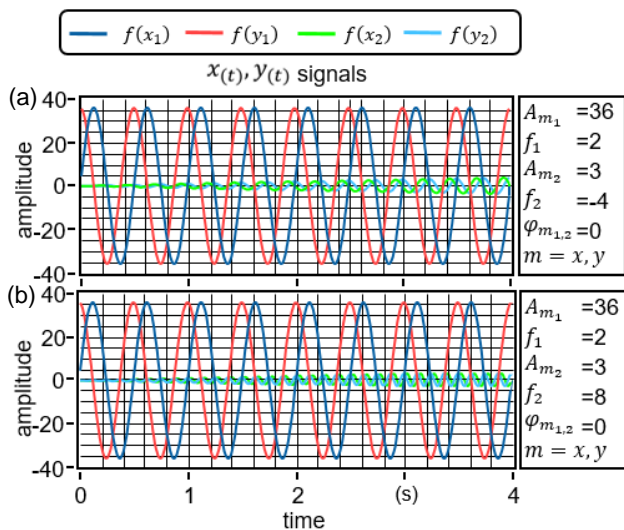 f(x₁) f(y₁) f(x₂) f(y₂)
x₍t₎, y₍t₎ signals
(a)
amplitude
40
20
0
-20
-40
Aₘ₁ =36
f₁ =2
Aₘ₂ =3
f₂ =-4
φₘ₁,₂=0
m = x, y
(b)
amplitude
40
20
0
-20
-40
Aₘ₁ =36
f₁ =2
Aₘ₂ =3
f₂ =8
φₘ₁,₂=0
m = x, y
0 1 2 (s) 4
time